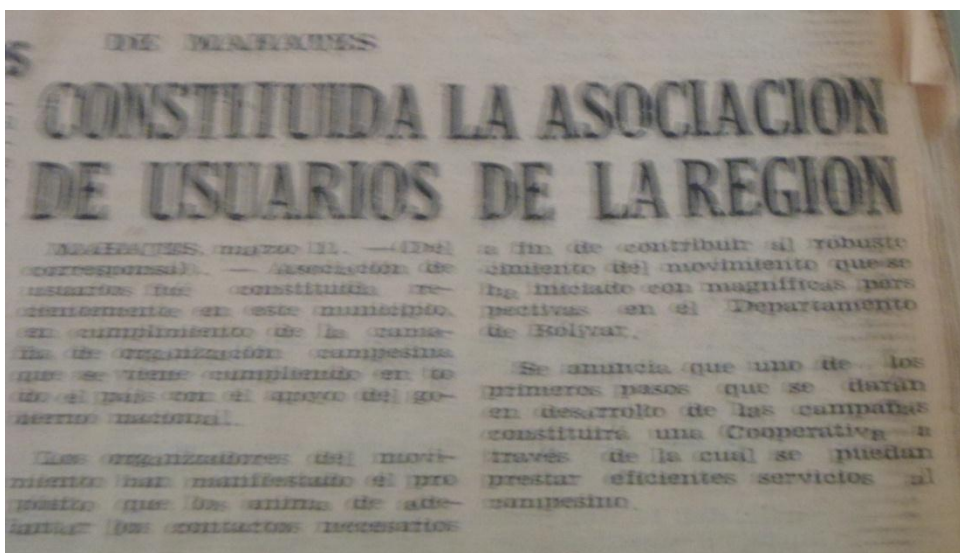 DE MAHATES
CONSTITUIDA LA ASOCIACION
DE USUARIOS DE LA REGION
MAHATES, marzo 11. — (Del
corresponsal). — Asociación de
usuarios fue constituída re-
cientemente en este municipio,
en cumplimiento de la campa-
ña de organización campesina
que se viene cumpliendo en to
do el país con el apoyo del go-
bierno nacional.
Los organizadores del movi-
miento han manifestado el pro
pósito que los anima de ade-
lantar los contactos necesarios
a fin de contribuir al robuste
cimiento del movimiento que se
ha iniciado con magníficas pers
pectivas en el Departamento
de Bolívar.
Se anuncia que uno de los
primeros pasos que se darán
en desarrollo de las campañas
constituirá una Cooperativa a
través de la cual se puedan
prestar eficientes servicios al
campesino.